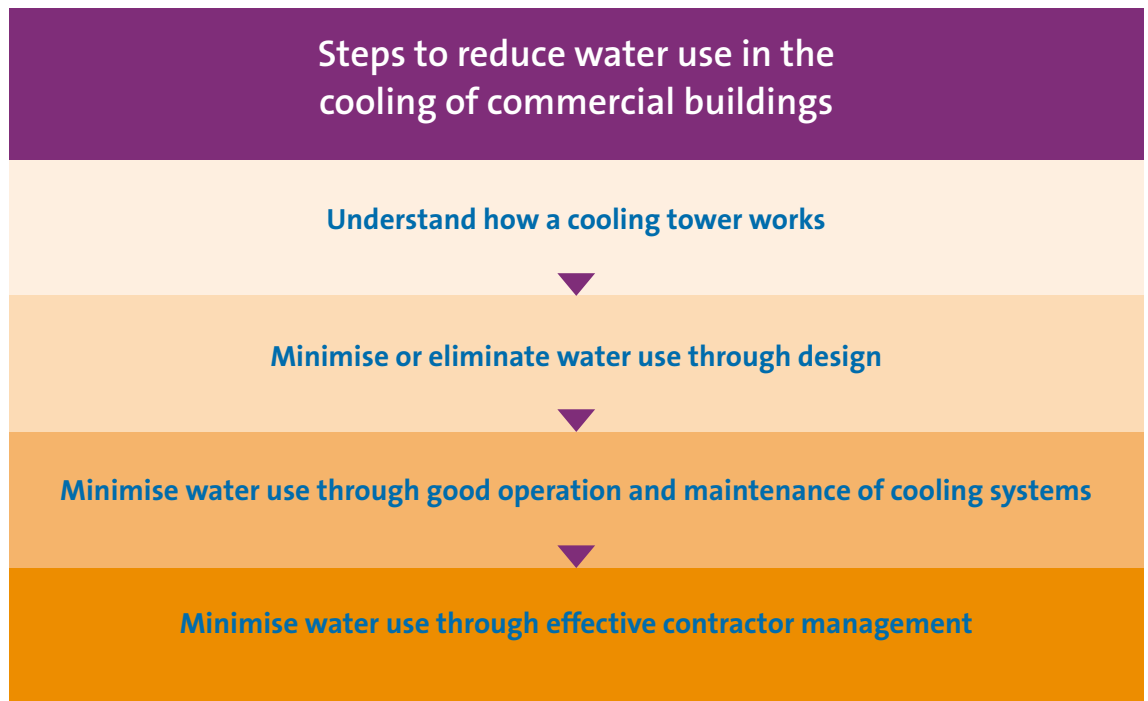 Steps to reduce water use in the
cooling of commercial buildings
Understand how a cooling tower works
Minimise or eliminate water use through design
Minimise water use through good operation and maintenance of cooling systems
Minimise water use through effective contractor management